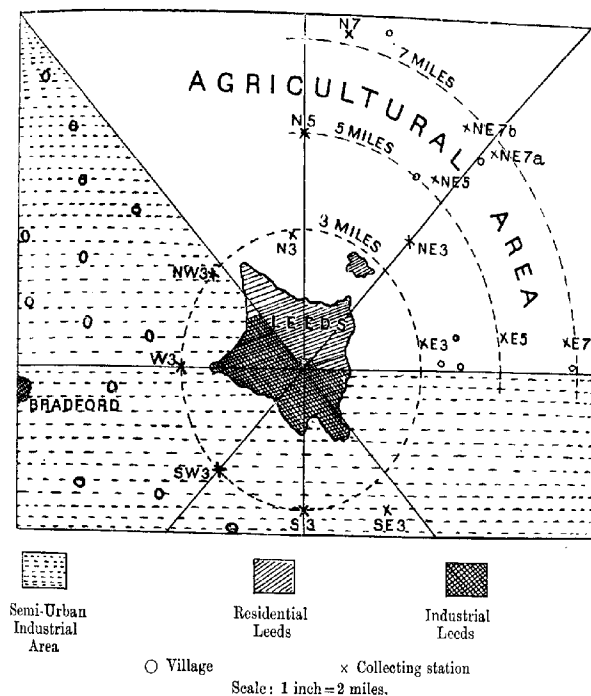 N7
7 MILES
AGRICULTURAL AREA
N5
5 MILES
NE7b
NE7a
NE5
3 MILES
N3
NE3
NW3
LEEDS
E3
E5
E7
W3
BRADFORD
SW3
S3
SE3
Semi-Urban
Industrial
Area
Residential
Leeds
Industrial
Leeds
Village
Collecting station
Scale: 1 inch=2 miles.